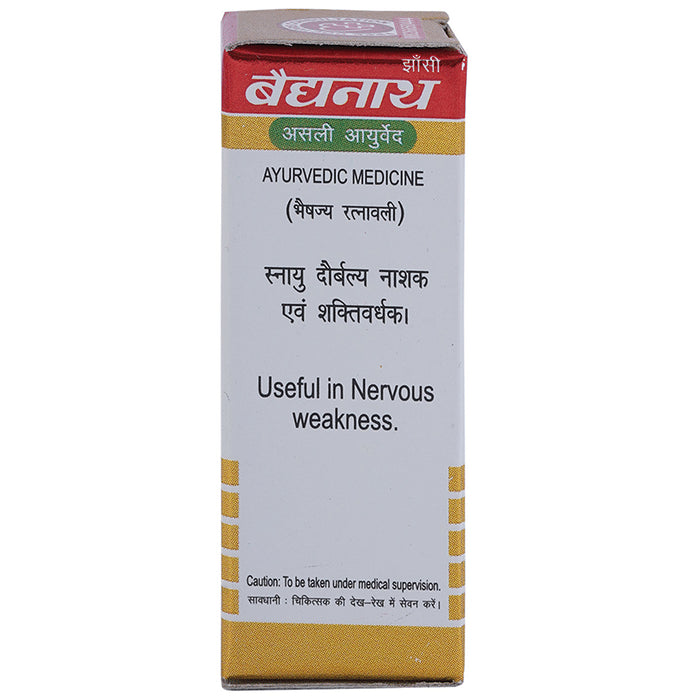 झाँसी
बैद्यनाथ
असली आयुर्वेद
AYURVEDIC MEDICINE
(भैषज्य रत्नावली)
स्नायु दौर्बल्य नाशक
एवं शक्तिवर्धक।
Useful in Nervous
weakness.
Caution: To be taken under medical supervision.
सावधानी : चिकित्सक की देख–रेख में सेवन करें।